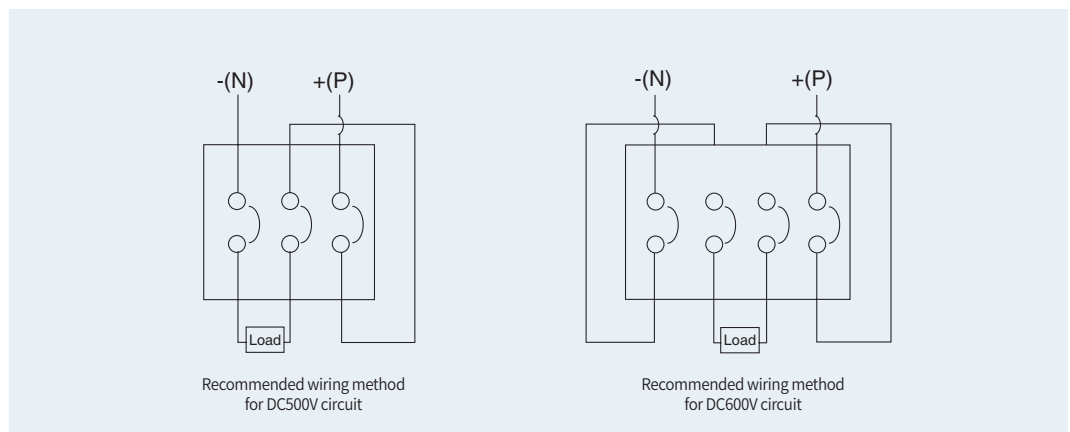 -(N)
+(P)
Load
Recommended wiring method
for DC500V circuit
-(N)
+(P)
Load
Recommended wiring method
for DC600V circuit